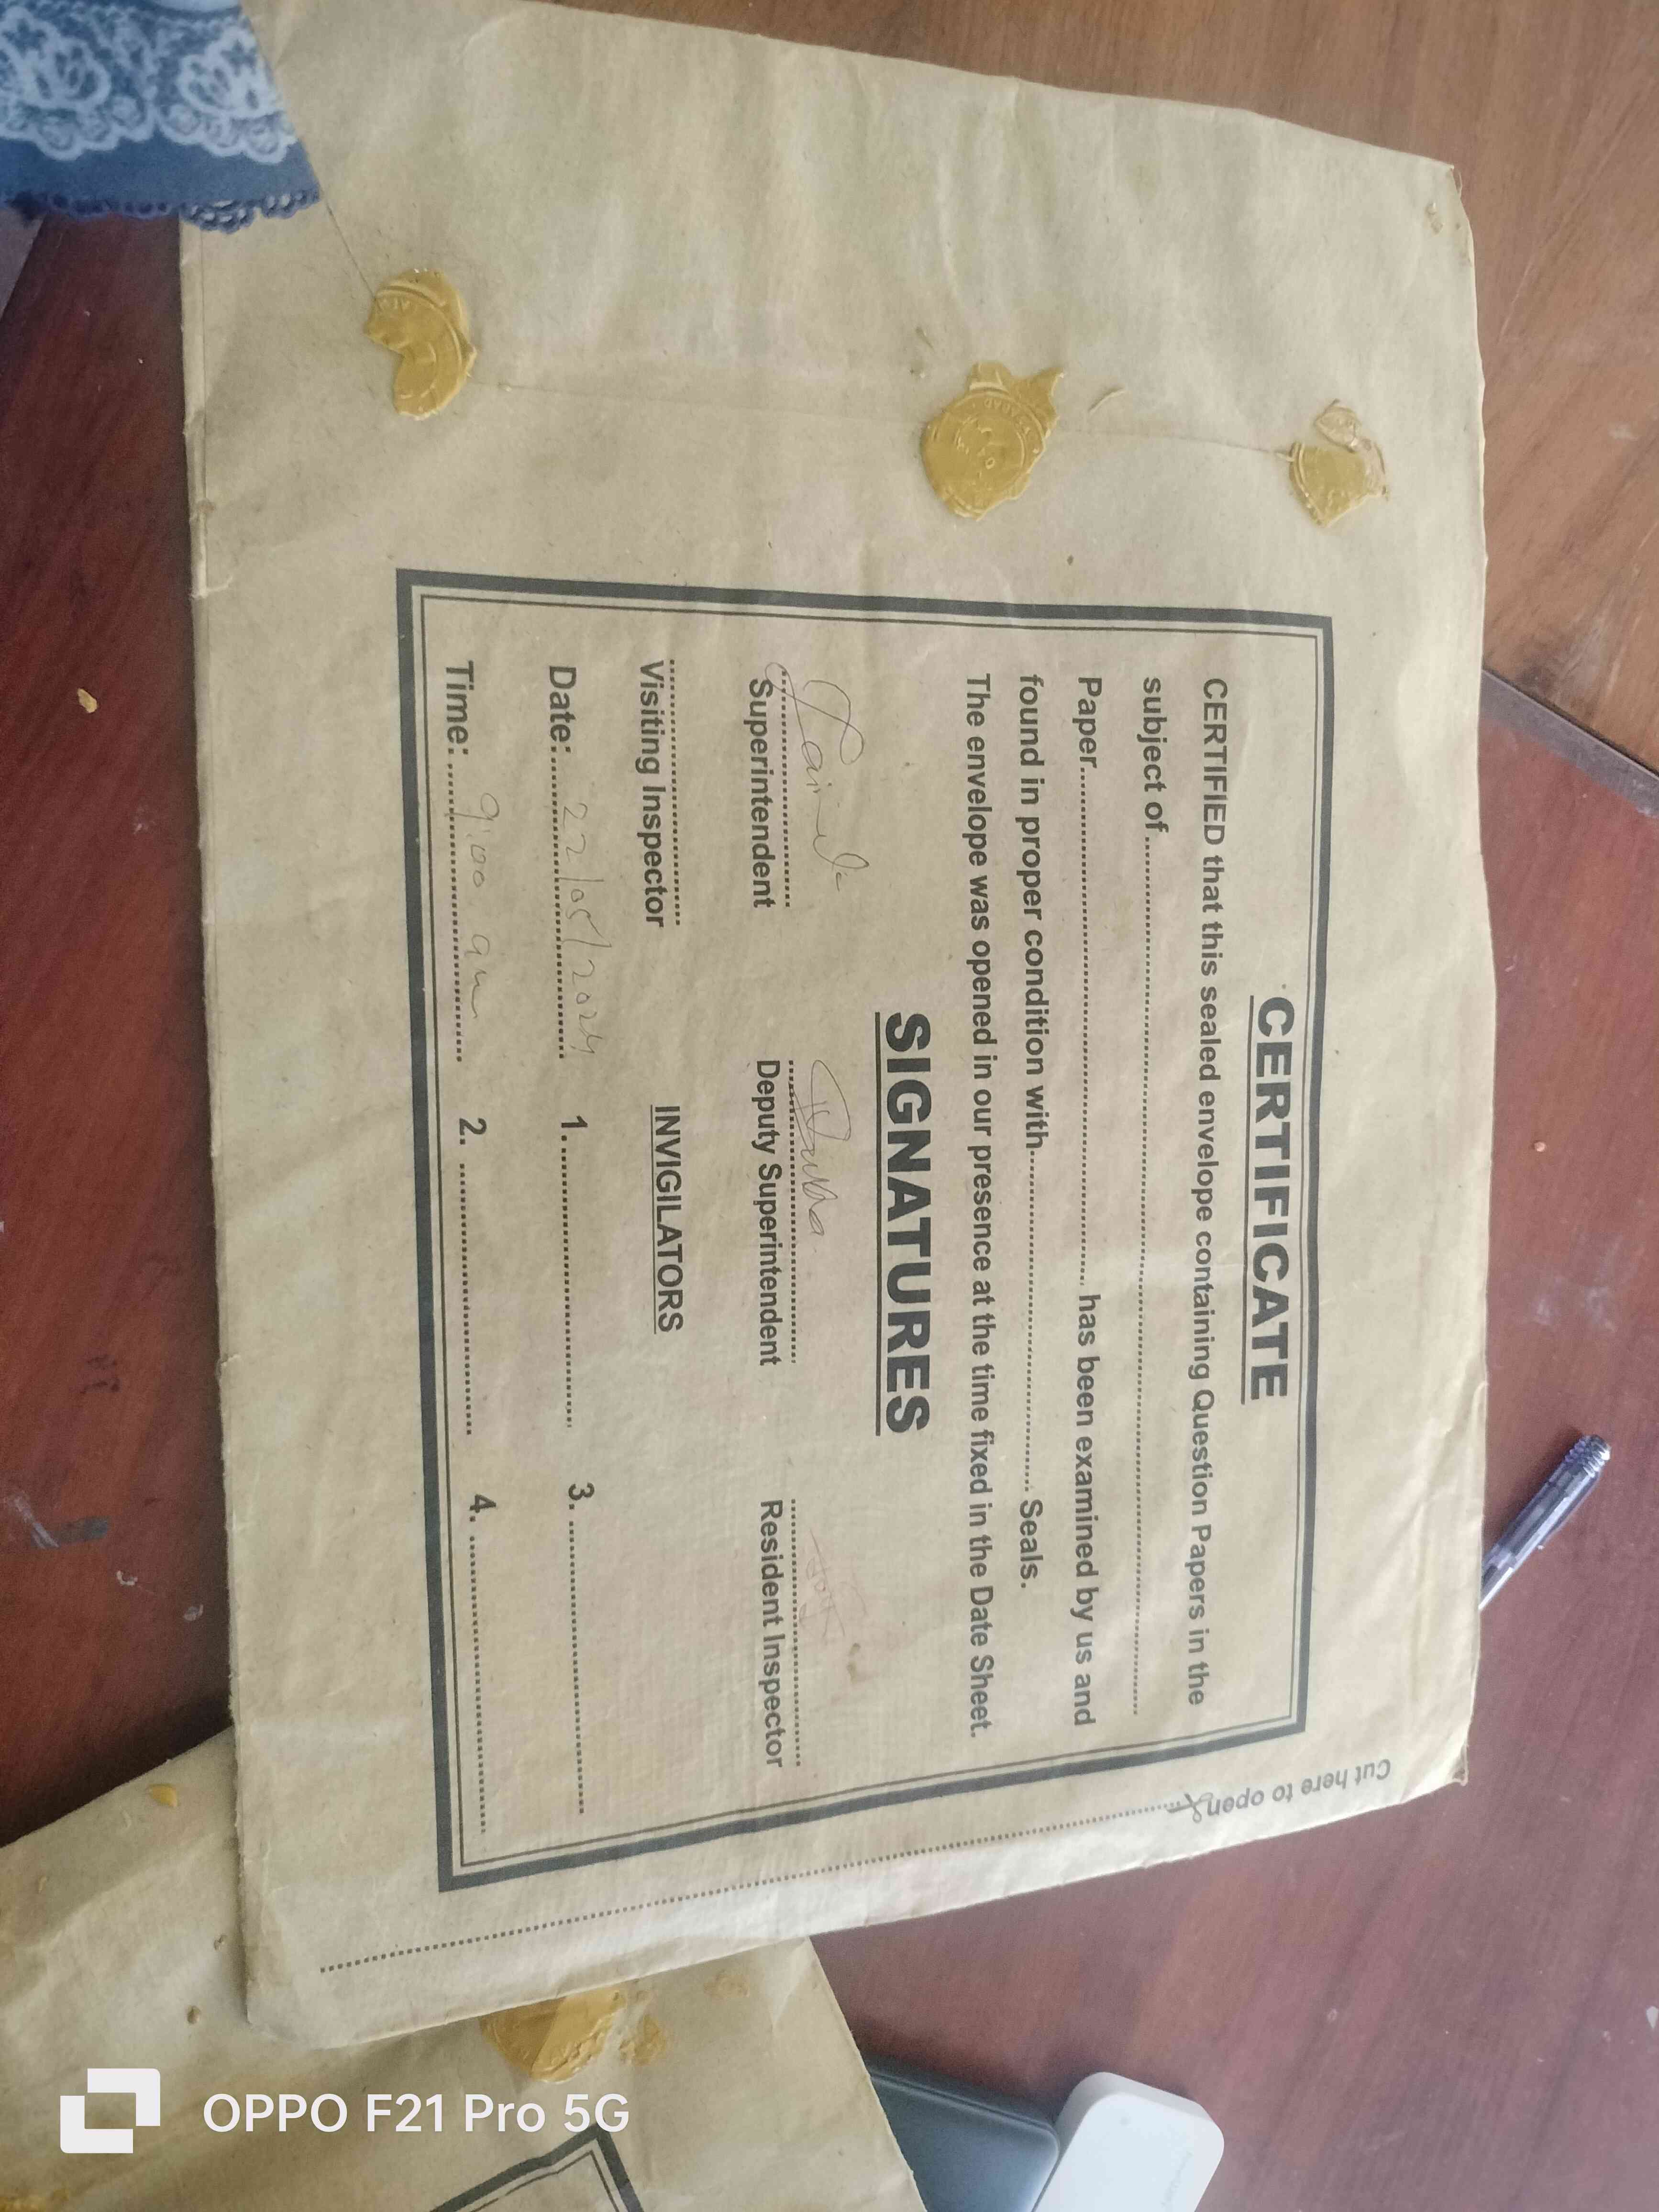 CERTIFICATE
CERTIFIED that this sealed envelope containing Question Papers in the
subject of
Paper has been examined by us and
found in proper condition with Seals.
The envelope was opened in our presence at the time fixed in the Date Sheet.
SIGNATURES
Superintendent Deputy Superintendent Resident Inspector
Visiting Inspector INVIGILATORS
Date: 22/05/2024 1. 3.
Time: 9:00 am 2. 4.
Cut here to open
OPPO F21 Pro 5G